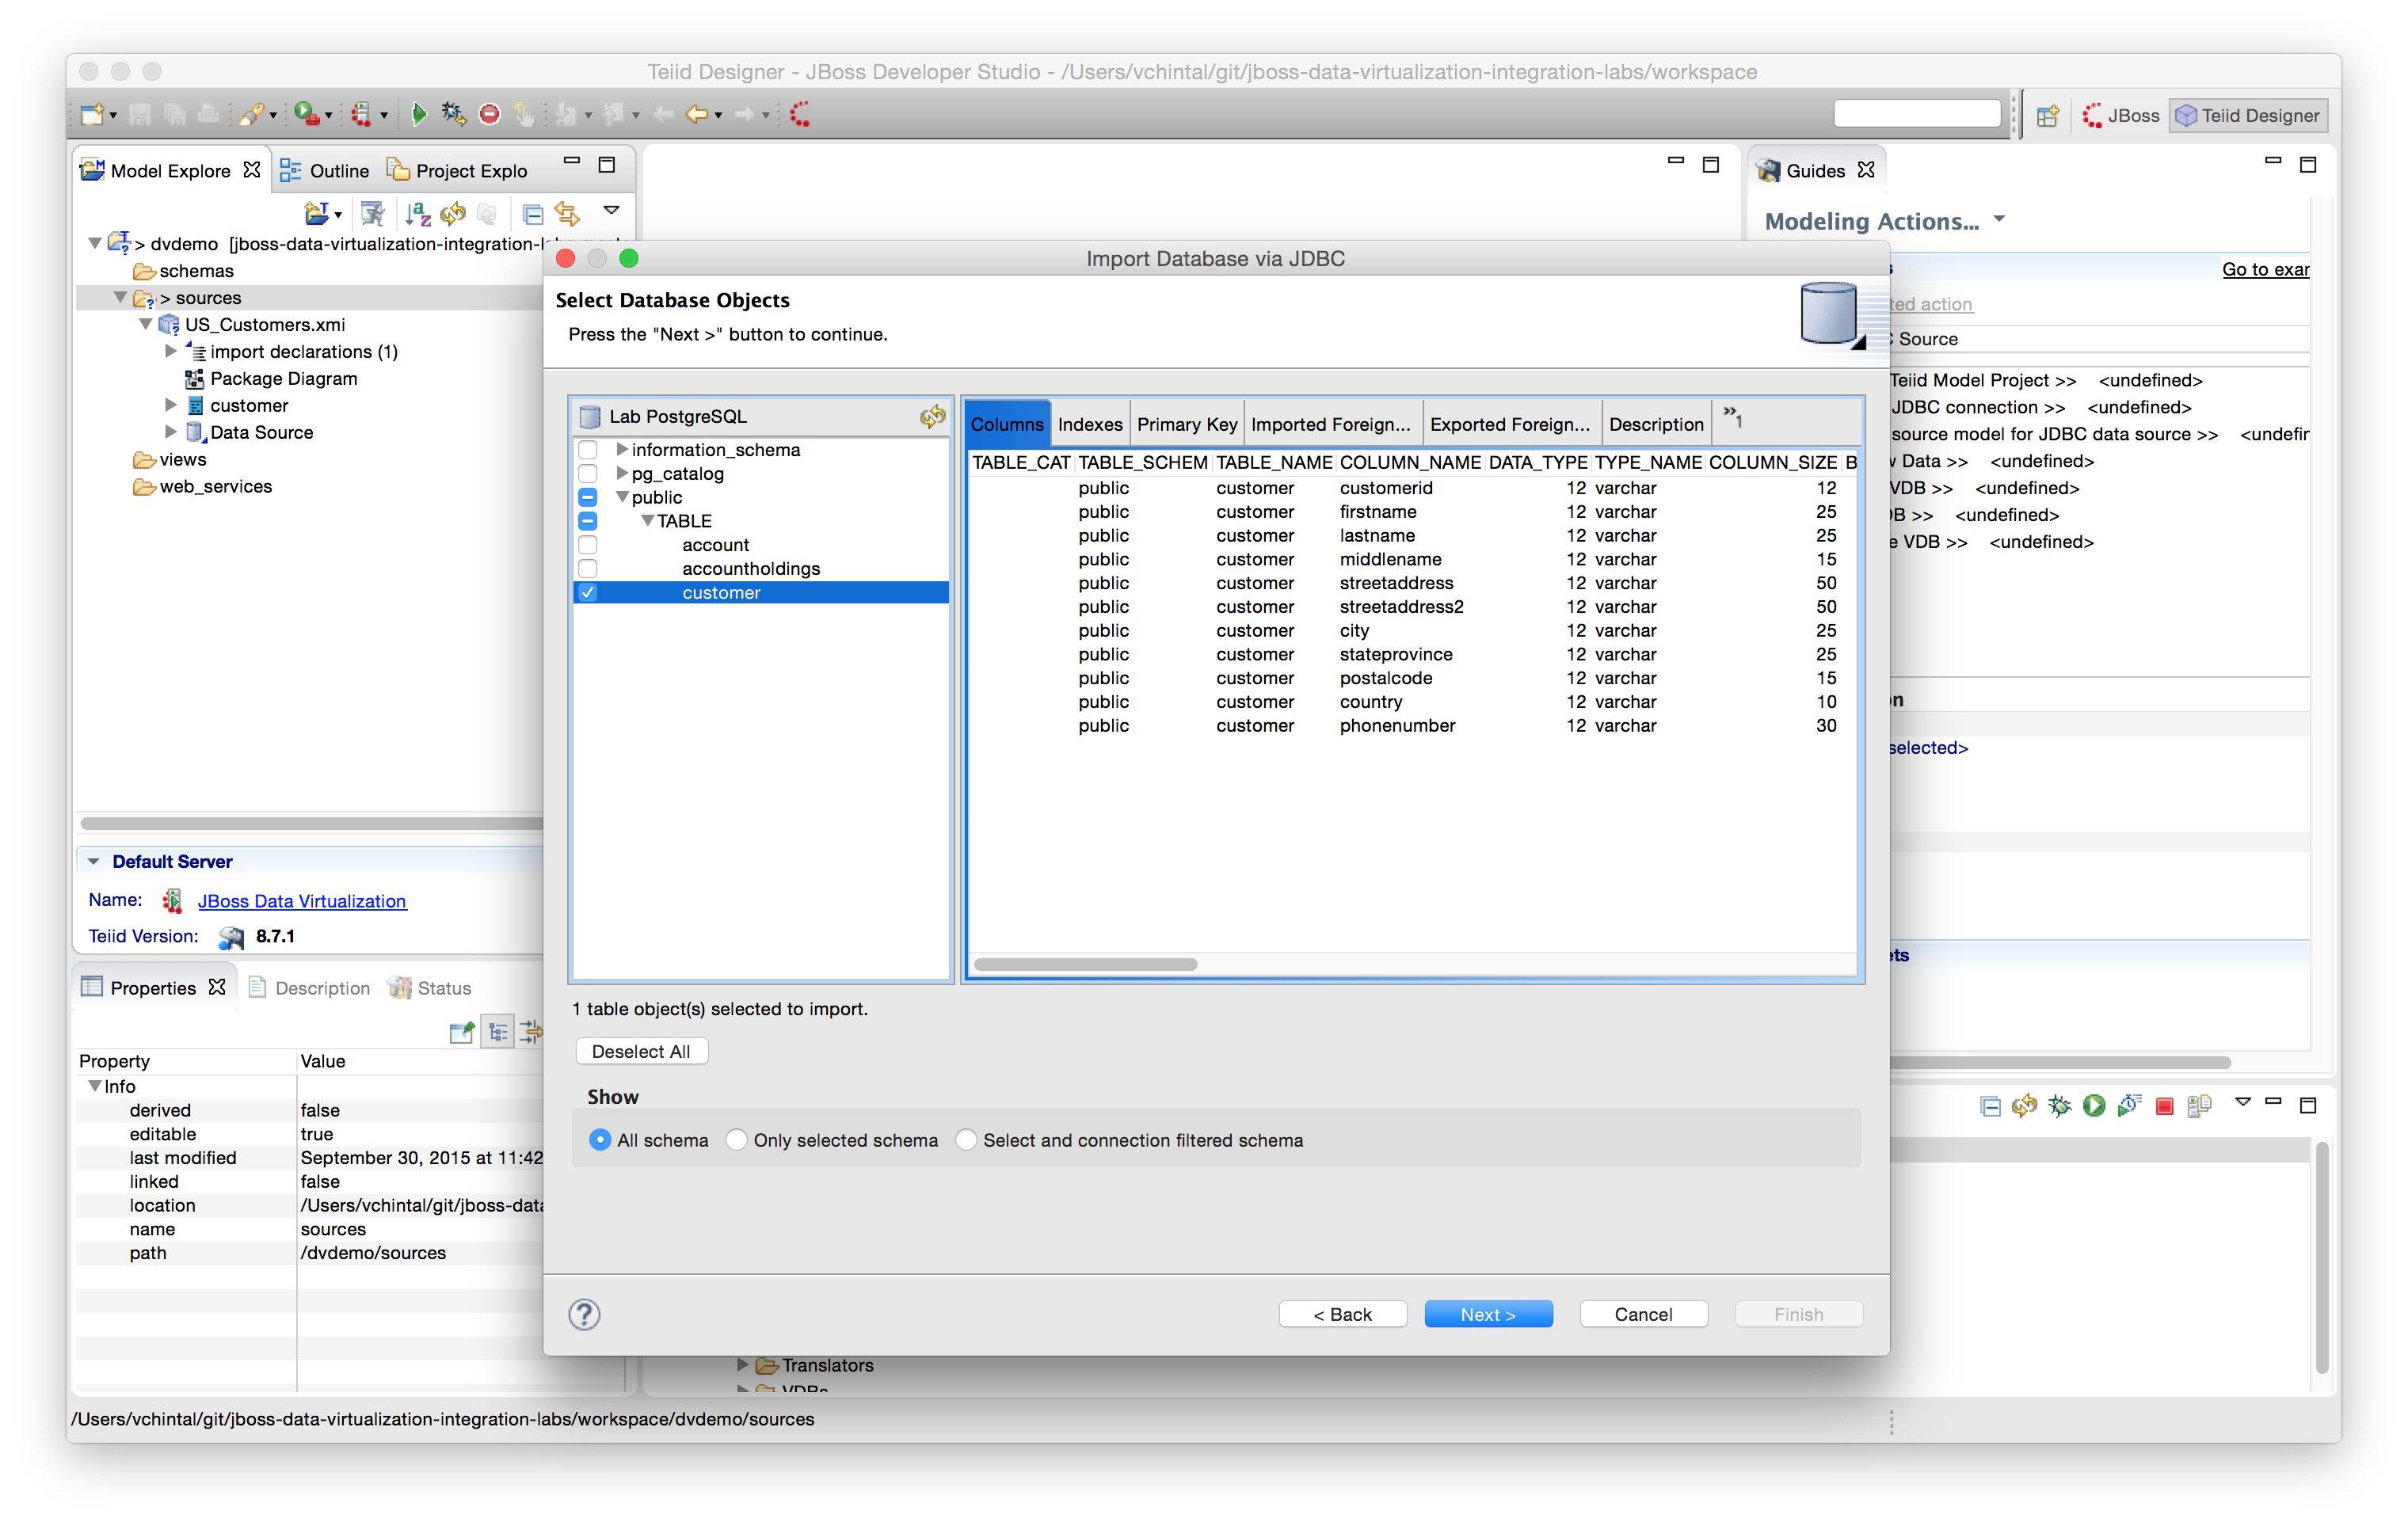 Teiid Designer - JBoss Developer Studio - /Users/vchintal/git/jboss-data-virtualization-integration-labs/workspace
JBoss Teiid Designer
Model Explore Outline Project Explo
> dvdemo [jboss-data-virtualization-integration-l
schemas
> sources
US_Customers.xmi
import declarations (1)
Package Diagram
customer
Data Source
views
web_services
Default Server
Name: JBoss Data Virtualization
Teiid Version: 8.7.1
Properties Description Status
Property Value
Info
derived false
editable true
last modified September 30, 2015 at 11:42
linked false
location /Users/vchintal/git/jboss-data
name sources
path /dvdemo/sources
Import Database via JDBC
Select Database Objects
Press the "Next >" button to continue.
Lab PostgreSQL
information_schema
pg_catalog
public
TABLE
account
accountholdings
customer
Columns Indexes Primary Key Imported Foreign... Exported Foreign... Description »1
TABLE_CAT TABLE_SCHEM TABLE_NAME COLUMN_NAME DATA_TYPE TYPE_NAME COLUMN_SIZE B
public customer customerid 12 varchar 12
public customer firstname 12 varchar 25
public customer lastname 12 varchar 25
public customer middlename 12 varchar 15
public customer streetaddress 12 varchar 50
public customer streetaddress2 12 varchar 50
public customer city 12 varchar 25
public customer stateprovince 12 varchar 25
public customer postalcode 12 varchar 15
public customer country 12 varchar 10
public customer phonenumber 12 varchar 30
1 table object(s) selected to import.
Deselect All
Show
All schema Only selected schema Select and connection filtered schema
? < Back Next > Cancel Finish
Guides
Modeling Actions...
s Go to exar
ted action
C Source
Teiid Model Project >> <undefined>
JDBC connection >> <undefined>
source model for JDBC data source >> <undefir
w Data >> <undefined>
VDB >> <undefined>
DB >> <undefined>
e VDB >> <undefined>
on
selected>
ets
Translators
VDBs
/Users/vchintal/git/jboss-data-virtualization-integration-labs/workspace/dvdemo/sources